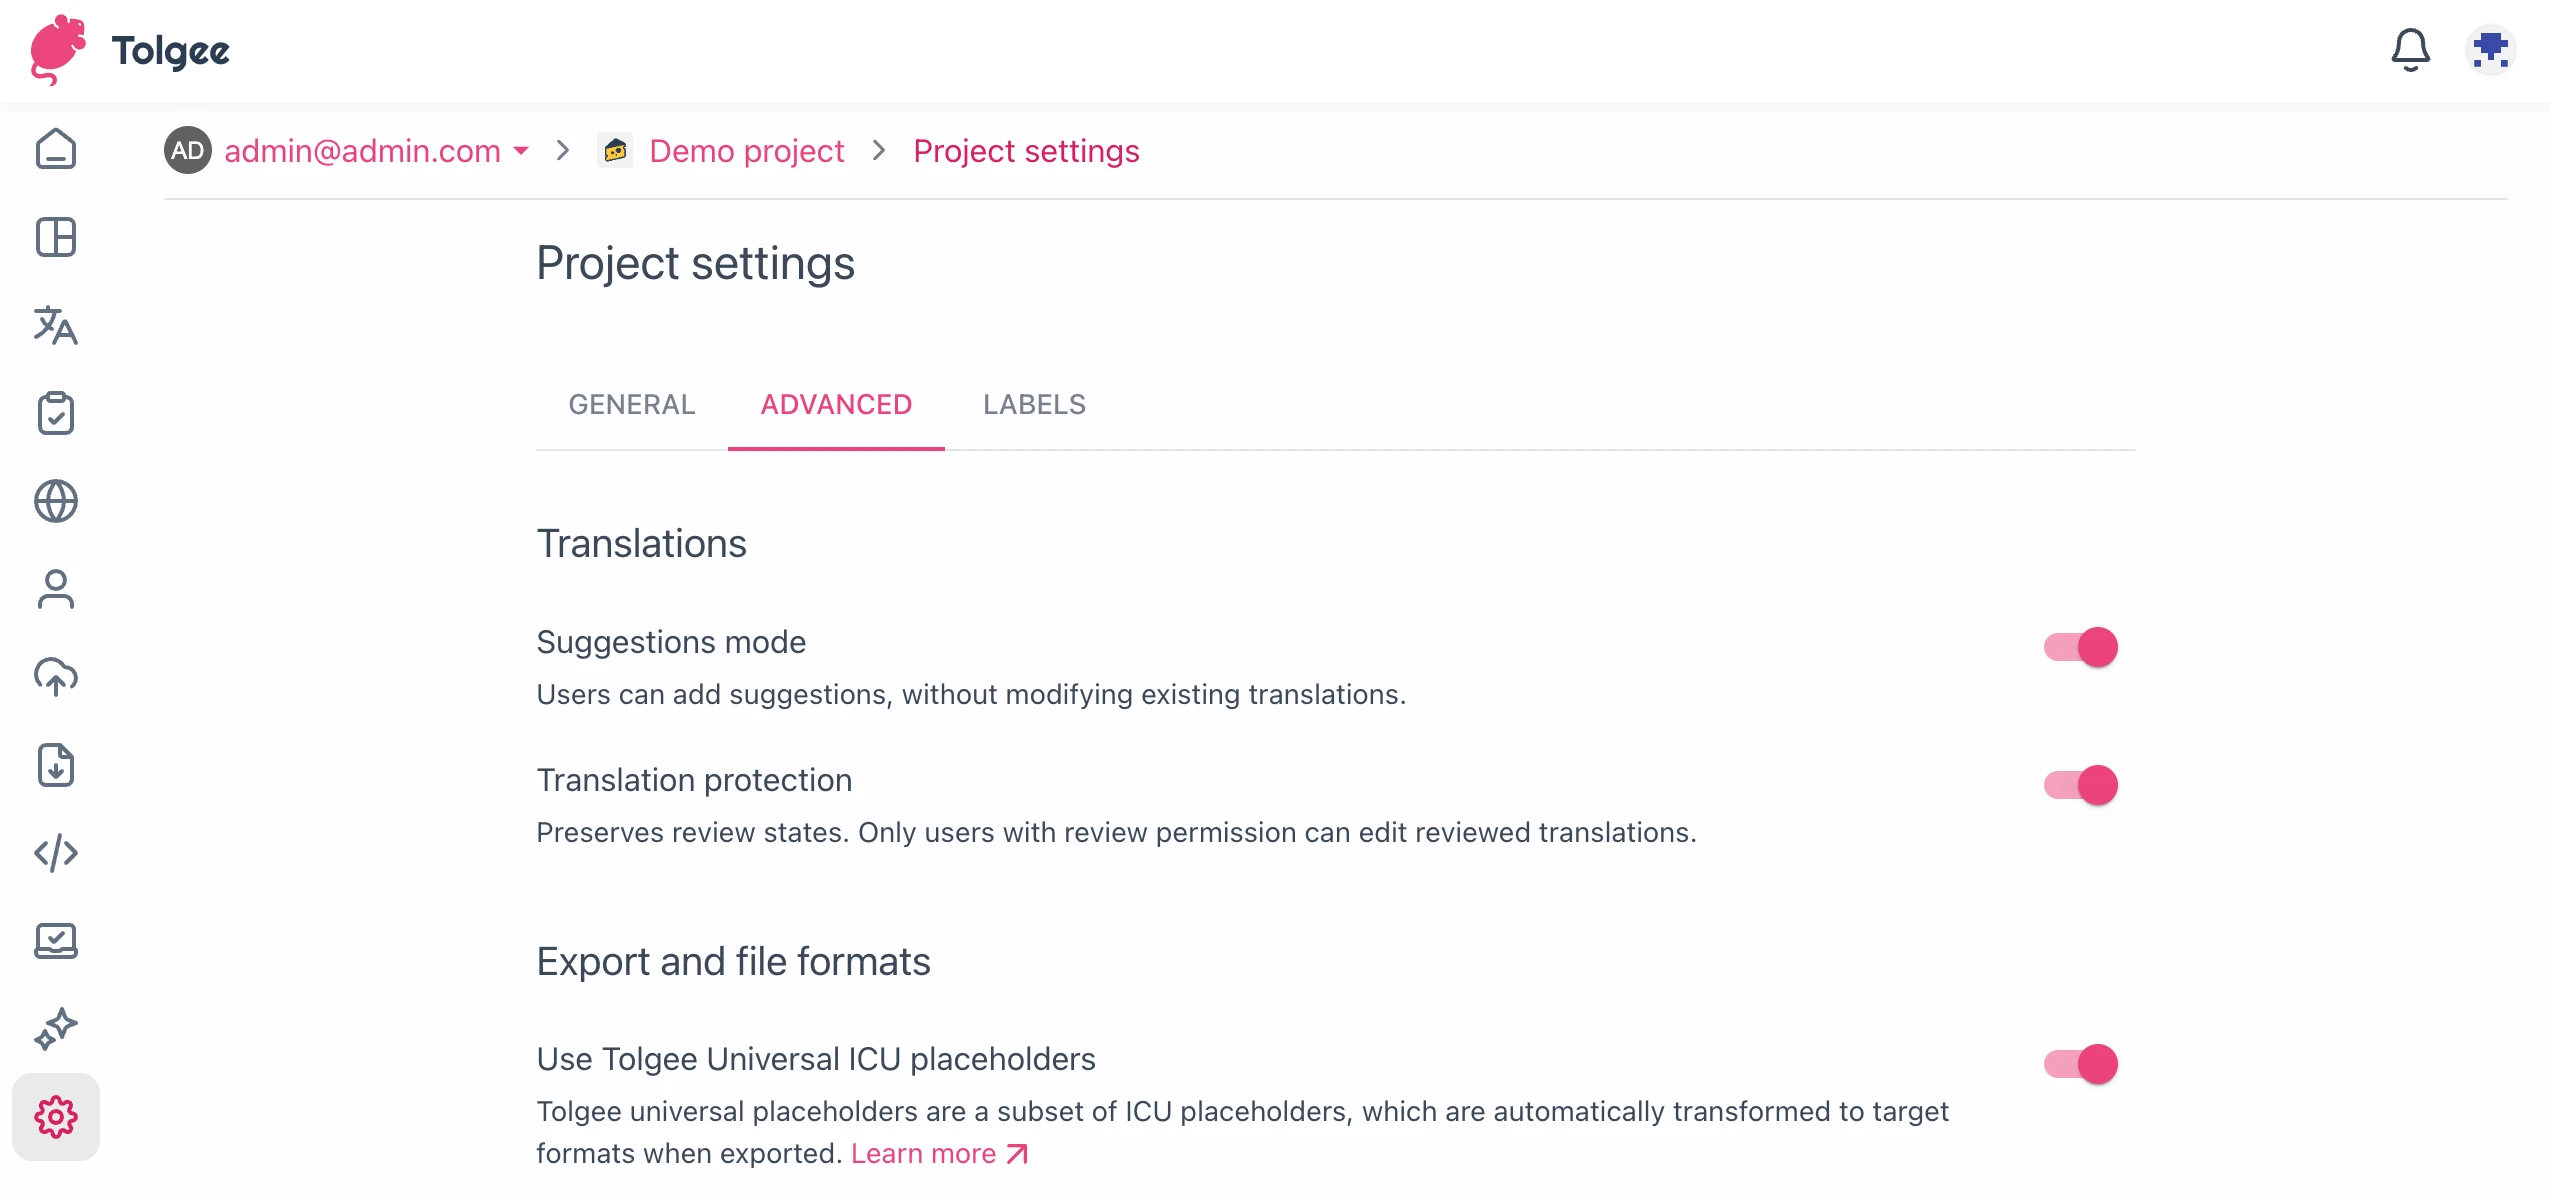 Tolgee
AD admin@admin.com Demo project Project settings
Project settings
GENERAL ADVANCED LABELS
Translations
Suggestions mode
Users can add suggestions, without modifying existing translations.
Translation protection
Preserves review states. Only users with review permission can edit reviewed translations.
Export and file formats
Use Tolgee Universal ICU placeholders
Tolgee universal placeholders are a subset of ICU placeholders, which are automatically transformed to target
formats when exported. Learn more